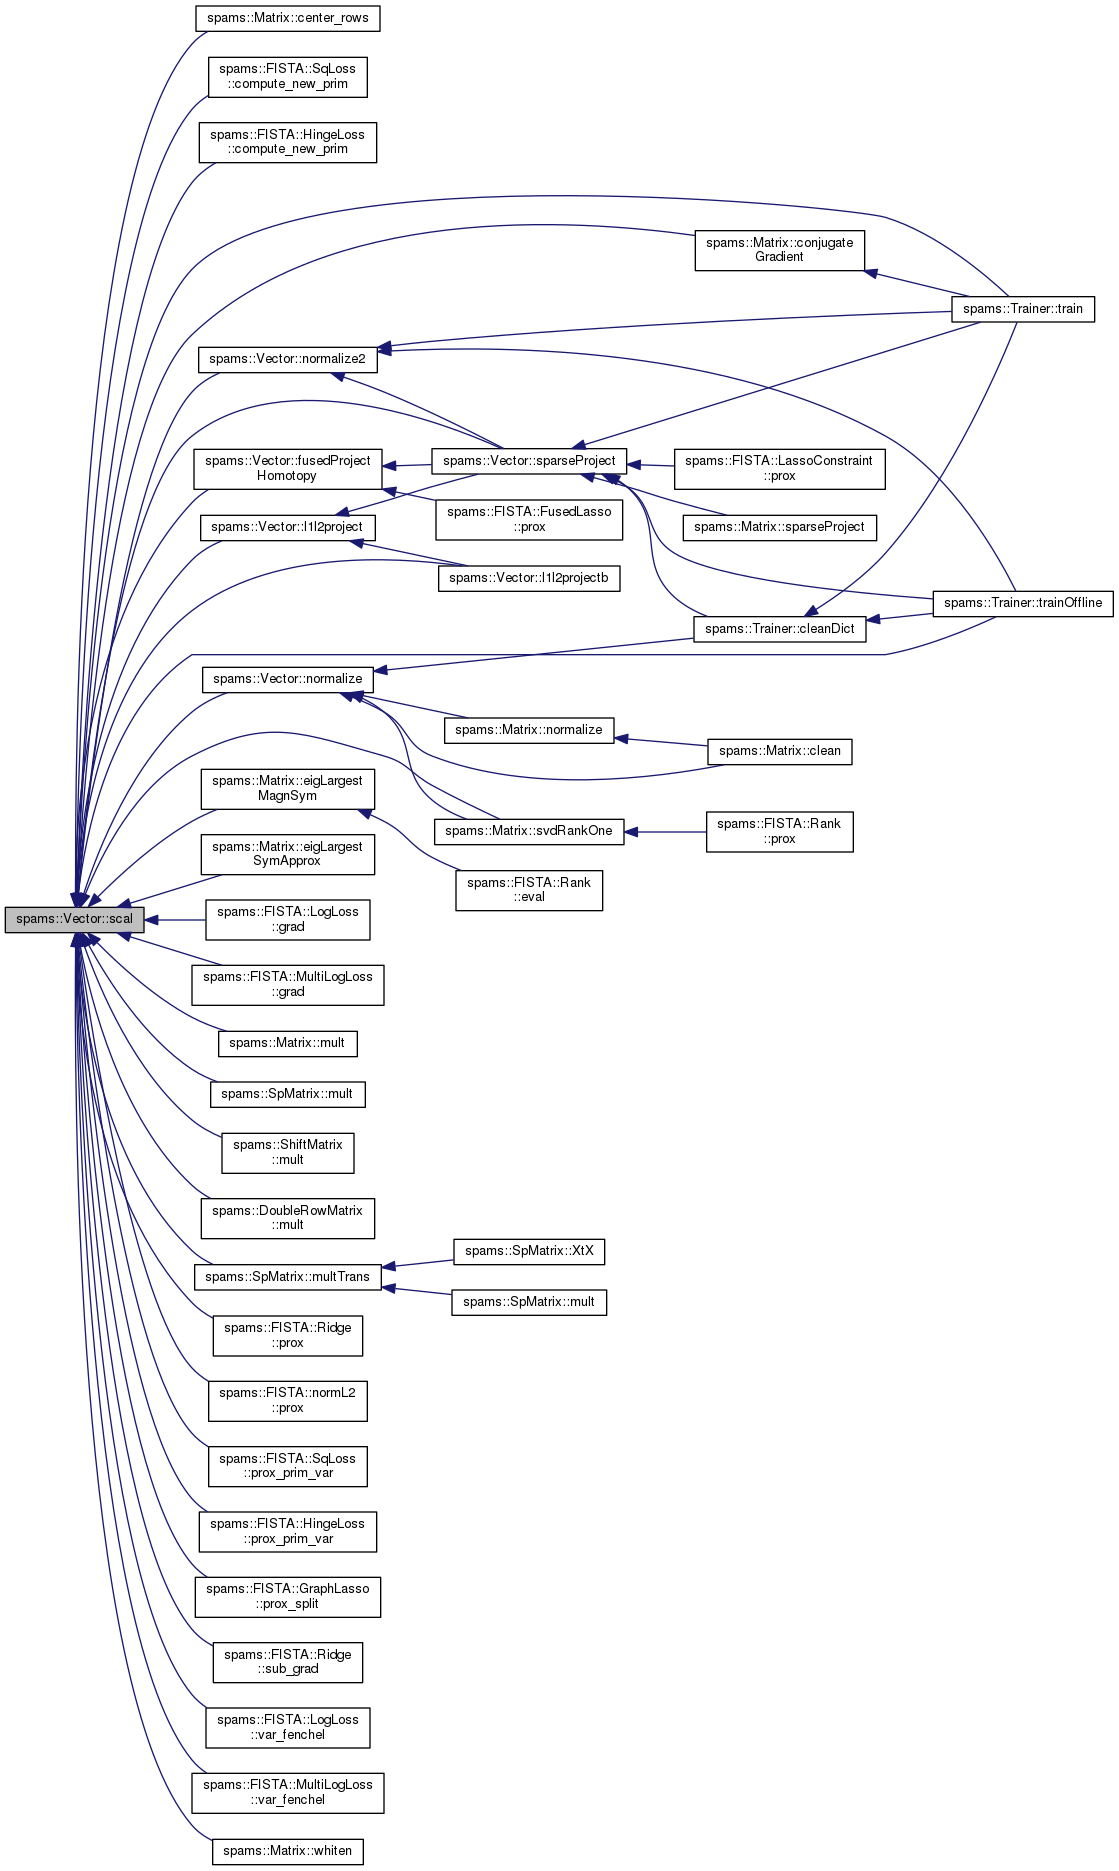 spams::Matrix::center_rows
spams::FISTA::SqLoss
::compute_new_prim
spams::FISTA::HingeLoss
::compute_new_prim
spams::Matrix::conjugate
Gradient
spams::Trainer::train
spams::Vector::normalize2
spams::Vector::fusedProject
Homotopy
spams::Vector::sparseProject
spams::FISTA::LassoConstraint
::prox
spams::FISTA::FusedLasso
::prox
spams::Matrix::sparseProject
spams::Vector::l1l2project
spams::Vector::l1l2projectb
spams::Trainer::trainOffline
spams::Trainer::cleanDict
spams::Vector::normalize
spams::Matrix::normalize
spams::Matrix::clean
spams::Matrix::eigLargest
MagnSym
spams::Matrix::svdRankOne
spams::FISTA::Rank
::prox
spams::Matrix::eigLargest
SymApprox
spams::FISTA::Rank
::eval
spams::Vector::scal
spams::FISTA::LogLoss
::grad
spams::FISTA::MultiLogLoss
::grad
spams::Matrix::mult
spams::SpMatrix::mult
spams::ShiftMatrix
::mult
spams::DoubleRowMatrix
::mult
spams::SpMatrix::multTrans
spams::SpMatrix::XtX
spams::SpMatrix::mult
spams::FISTA::Ridge
::prox
spams::FISTA::normL2
::prox
spams::FISTA::SqLoss
::prox_prim_var
spams::FISTA::HingeLoss
::prox_prim_var
spams::FISTA::GraphLasso
::prox_split
spams::FISTA::Ridge
::sub_grad
spams::FISTA::LogLoss
::var_fenchel
spams::FISTA::MultiLogLoss
::var_fenchel
spams::Matrix::whiten